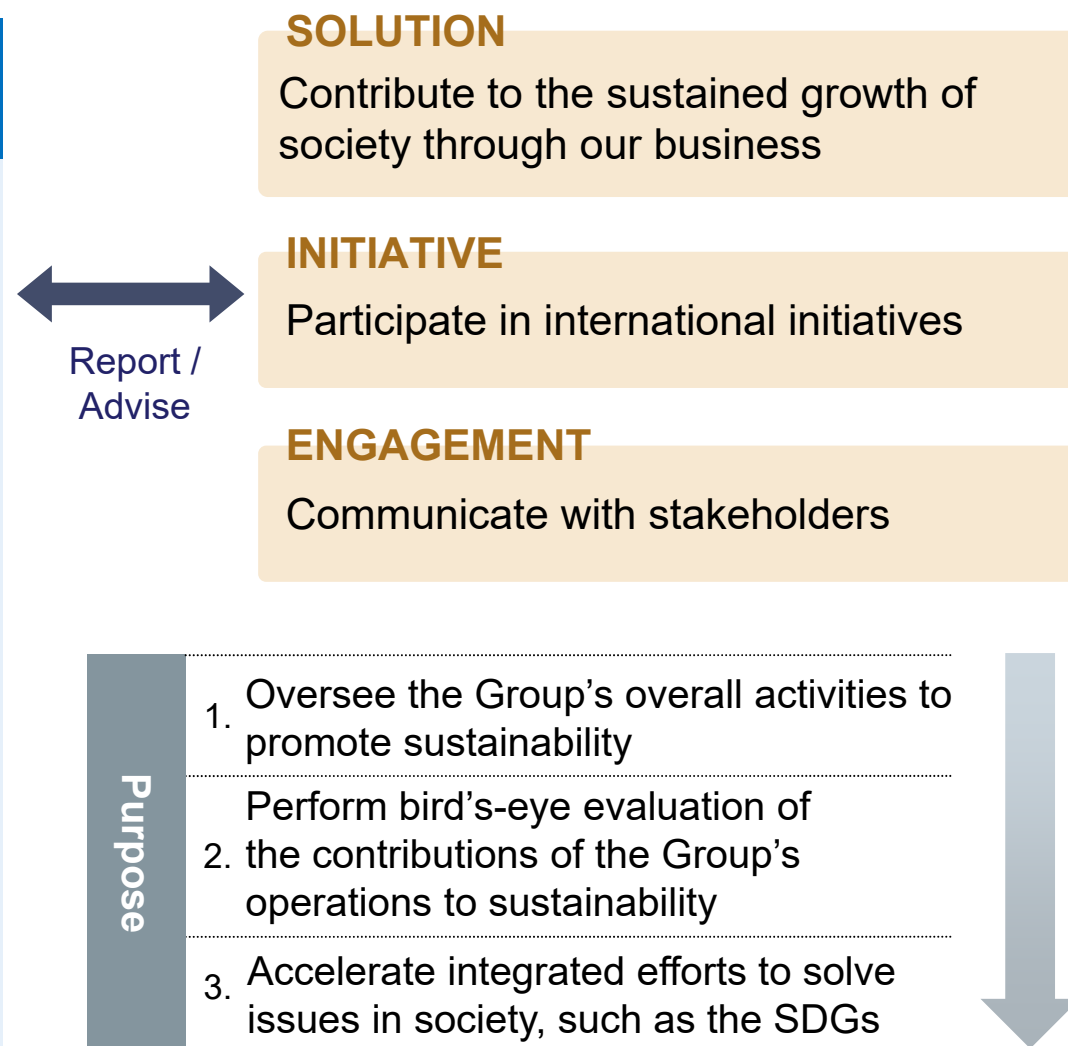 SOLUTION
Contribute to the sustained growth of
society through our business
INITIATIVE
Participate in international initiatives
Report /
Advise
ENGAGEMENT
Communicate with stakeholders
Purpose
1. Oversee the Group’s overall activities to
promote sustainability
2. Perform bird’s-eye evaluation of
the contributions of the Group’s
operations to sustainability
3. Accelerate integrated efforts to solve
issues in society, such as the SDGs